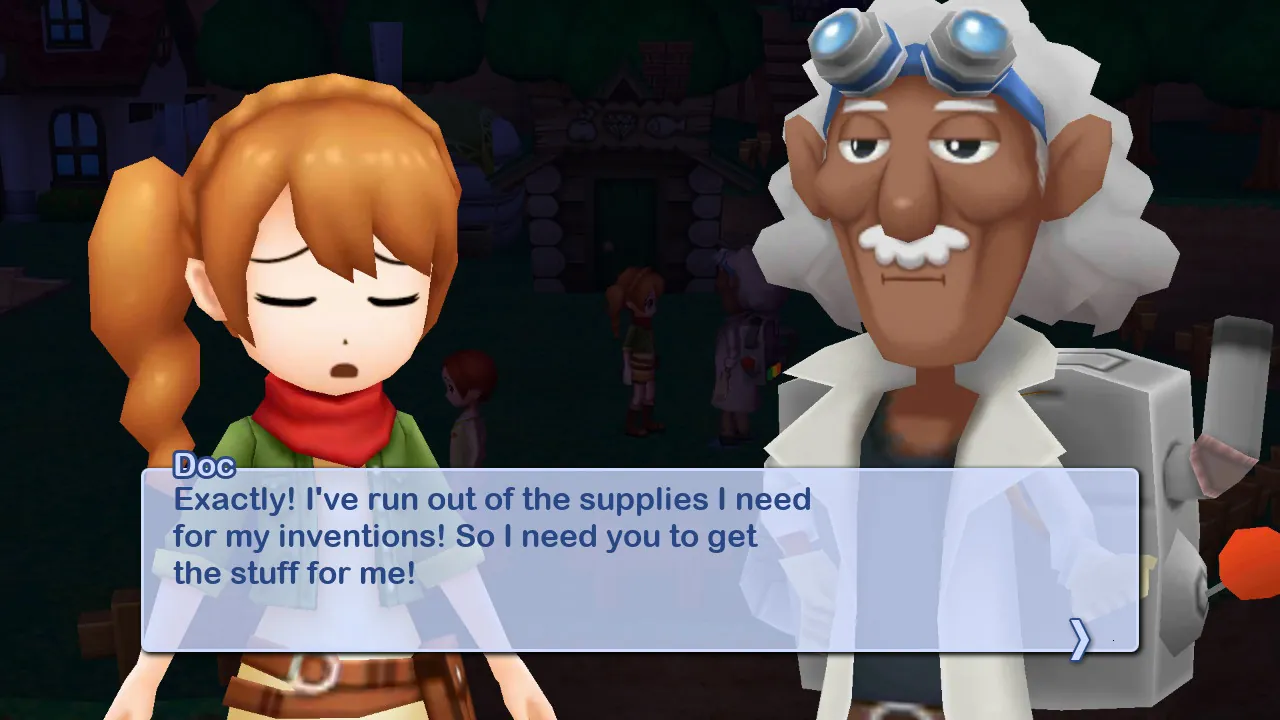 Doc
Exactly! I've run out of the supplies I need
for my inventions! So I need you to get
the stuff for me!